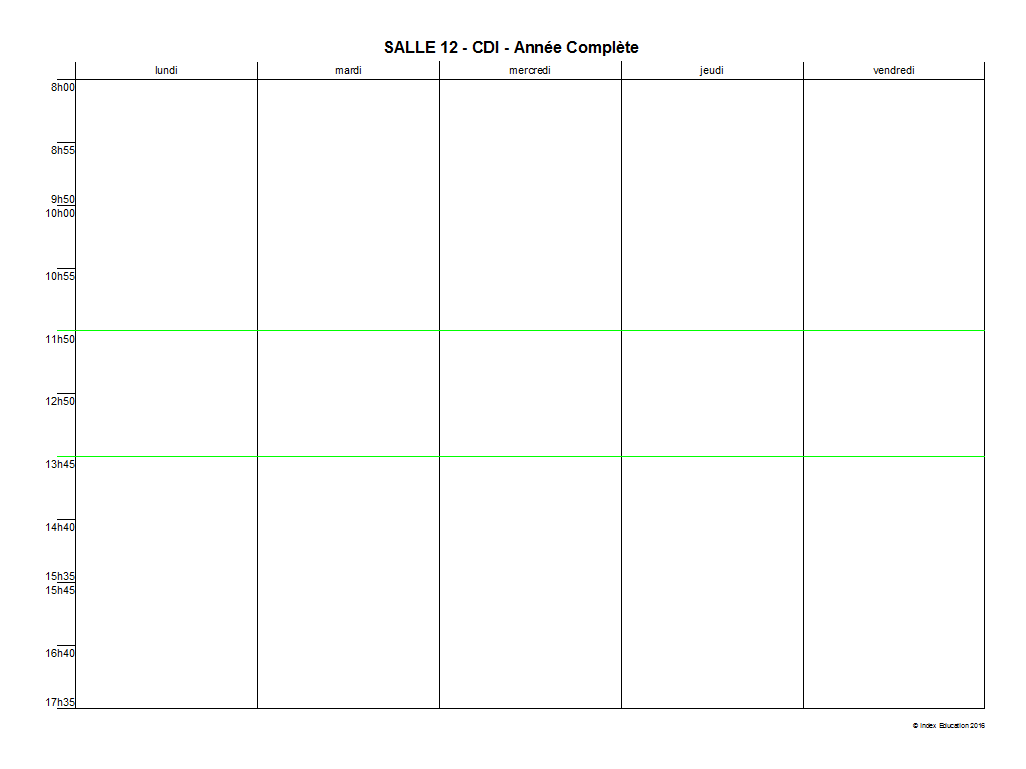 SALLE 12 - CDI - Année Complète
lundi mardi mercredi jeudi vendredi
8h00
8h55
9h50
10h00
10h55
11h50
12h50
13h45
14h40
15h35
15h45
16h40
17h35
© Index Education 2016